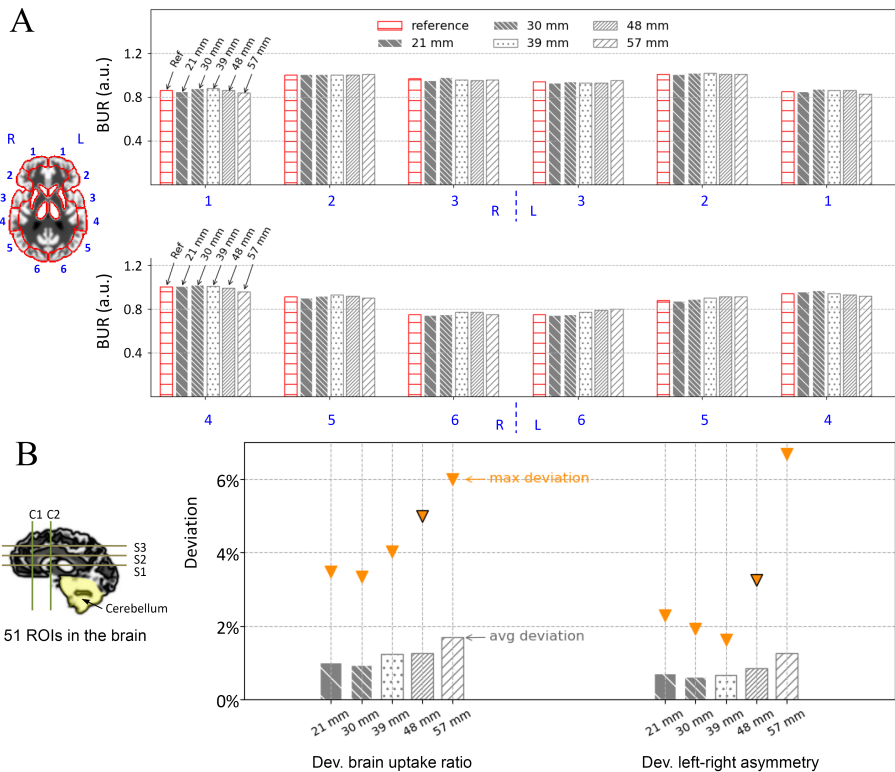 A
reference
30 mm
48 mm
21 mm
39 mm
57 mm
BUR (a.u.)
1.2
0.8
0.4
Ref
21 mm
30 mm
39 mm
48 mm
57 mm
1
2
3
R
L
3
2
1
R
L
1
1
2
2
3
3
4
4
5
5
6
6
BUR (a.u.)
1.2
0.8
0.4
Ref
21 mm
30 mm
39 mm
48 mm
57 mm
4
5
6
R
L
6
5
4
B
Deviation
6%
4%
2%
0%
max deviation
avg deviation
C1 C2
S3
S2
S1
Cerebellum
51 ROIs in the brain
21 mm
30 mm
39 mm
48 mm
57 mm
21 mm
30 mm
39 mm
48 mm
57 mm
Dev. brain uptake ratio
Dev. left-right asymmetry